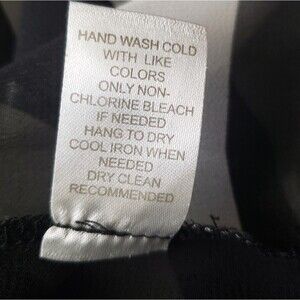 HAND WASH COLD
WITH LIKE
COLORS
ONLY NON-
CHLORINE BLEACH
IF NEEDED
HANG TO DRY
COOL IRON WHEN
NEEDED
DRY CLEAN
RECOMMENDED